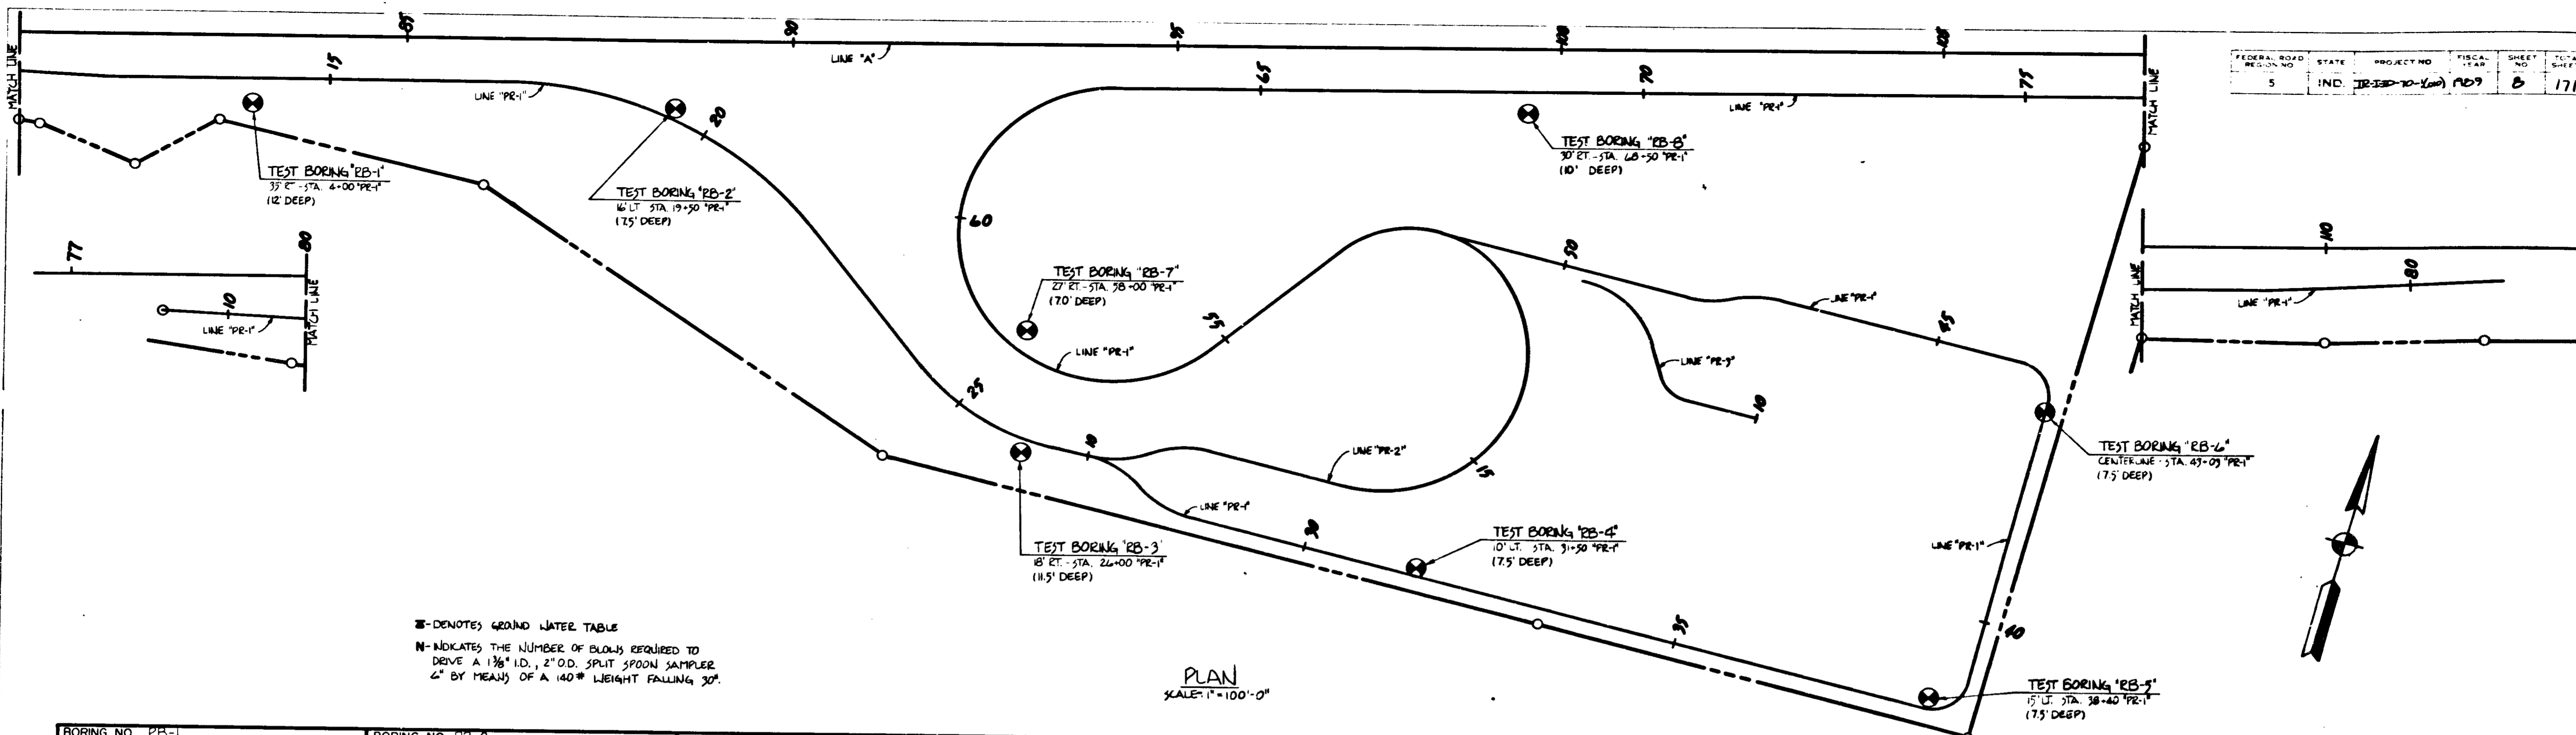 85
90
95
100
105
LINE "A"
MATCH LINE
15
LINE "PR-1"
20
65
70
LINE "PR-1"
75
MATCH LINE
FEDERAL ROAD REGION NO
STATE
PROJECT NO
FISCAL YEAR
SHEET NO
5
IND.
1989
8
171
TEST BORING "RB-1"
35' RT. - STA. 4+00 "PR-1"
(12' DEEP)
TEST BORING "RB-2"
16' LT. STA. 19+50 "PR-1"
(7.5' DEEP)
TEST BORING "RB-8"
30' RT. - STA. 68+50 "PR-1"
(10' DEEP)
77
80
10
LINE "PR-1"
MATCH LINE
60
TEST BORING "RB-7"
27' RT. - STA. 58+00 "PR-1"
(7.0' DEEP)
55
LINE "PR-1"
50
LINE "PR-1"
45
LINE "PR-3"
10
110
80
LINE "PR-1"
MATCH LINE
25
10
LINE "PR-2"
15
LINE "PR-1"
TEST BORING "RB-6"
CENTERLINE - STA. 43+03 "PR-1"
(7.5' DEEP)
TEST BORING "RB-3"
18' RT. - STA. 26+00 "PR-1"
(11.5' DEEP)
30
TEST BORING "RB-4"
10' LT. STA. 31+50 "PR-1"
(7.5' DEEP)
LINE "PR-1"
35
40
TEST BORING "RB-5"
15' LT. STA. 38+40 "PR-1"
(7.5' DEEP)
- DENOTES GROUND WATER TABLE
N - INDICATES THE NUMBER OF BLOWS REQUIRED TO
DRIVE A 1 3/8" I.D., 2" O.D. SPLIT SPOON SAMPLER
6" BY MEANS OF A 140 # WEIGHT FALLING 30".
PLAN
SCALE: 1" = 100'-0"
BORING NO. RB-1
BORING NO.